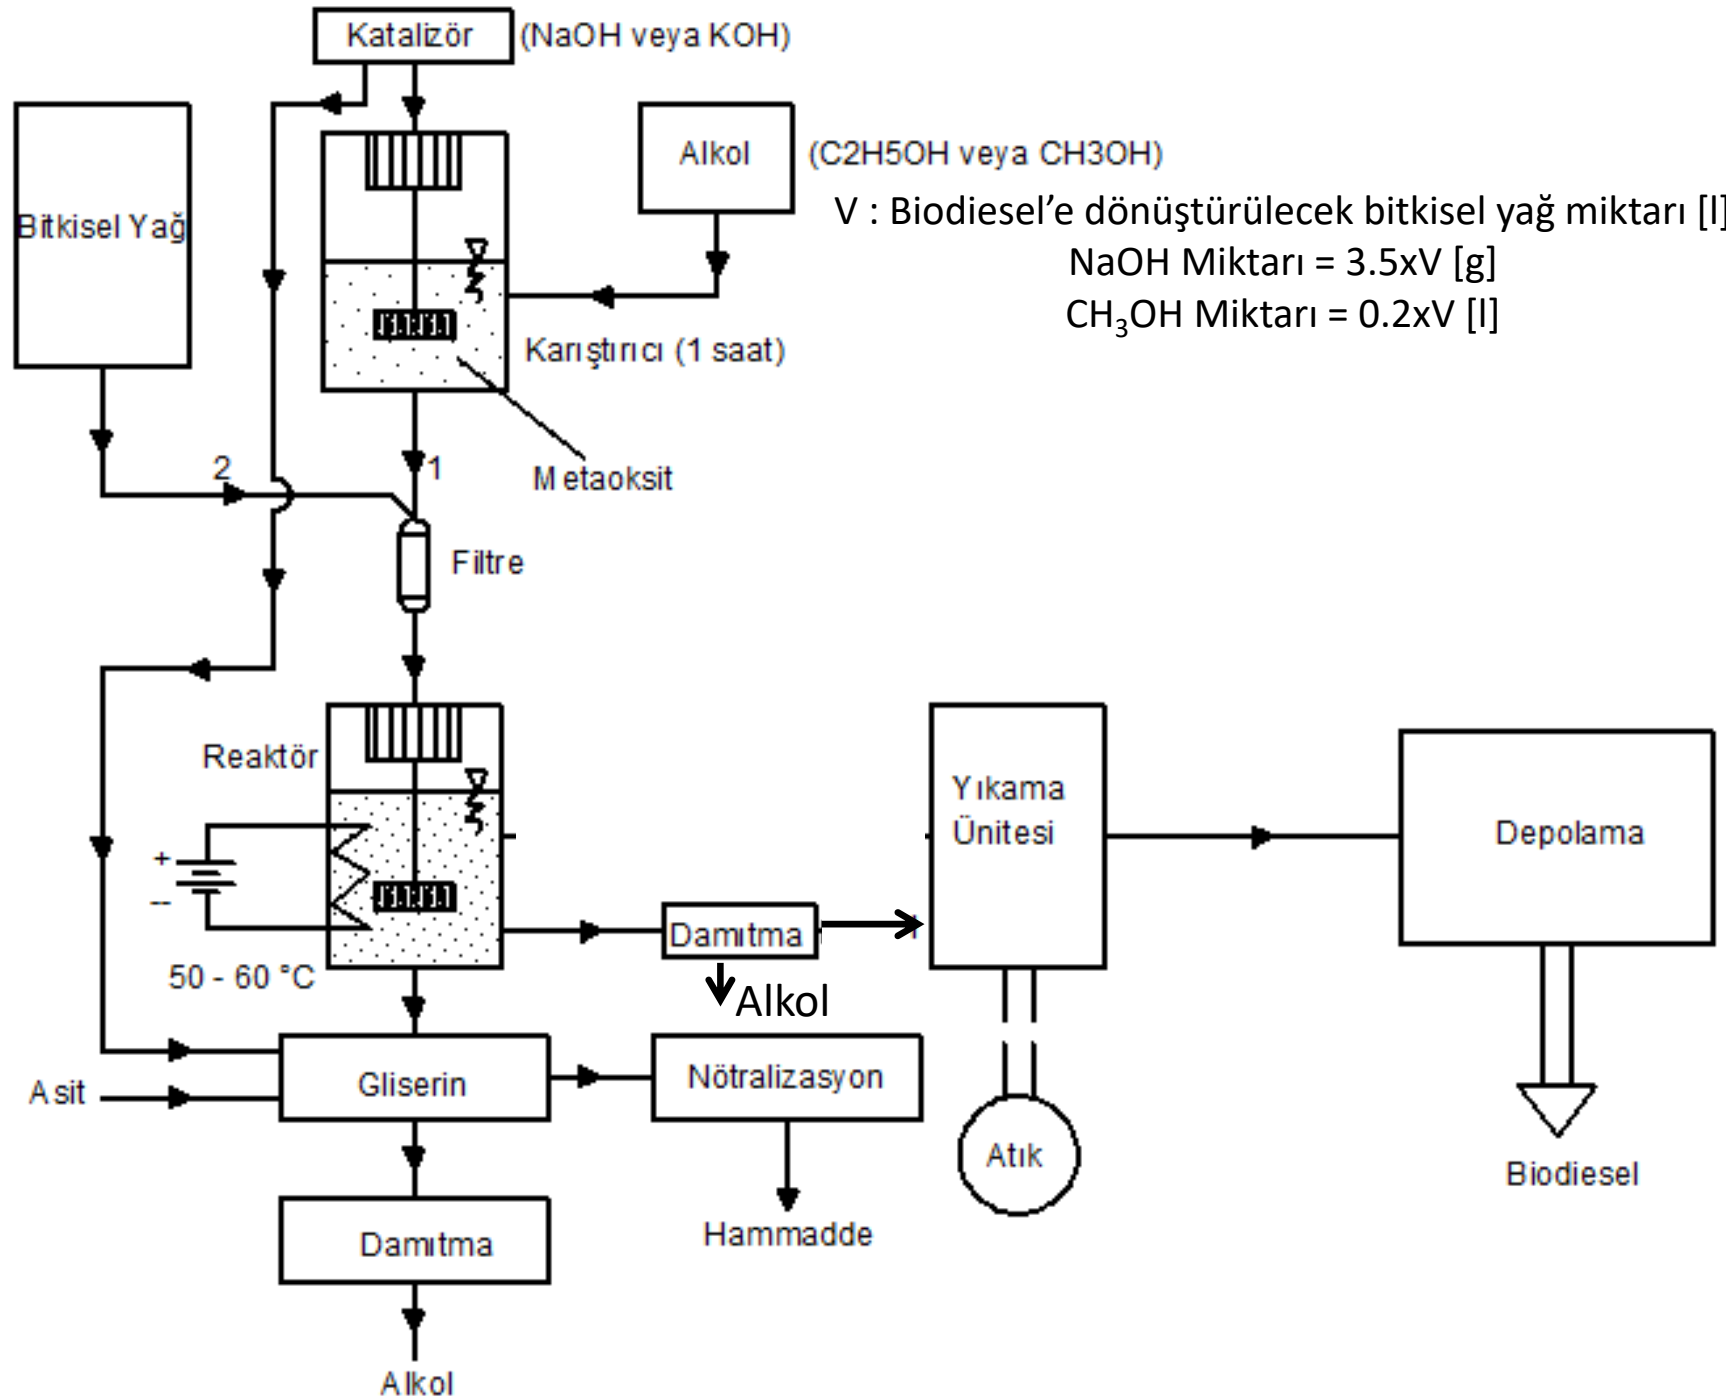 Katalizör (NaOH veya KOH)
Bitkisel Yağ
Alkol (C2H5OH veya CH3OH)
V : Biodiesel’e dönüştürülecek bitkisel yağ miktarı [l]
NaOH Miktarı = 3.5xV [g]
CH₃OH Miktarı = 0.2xV [l]
Karıştırıcı (1 saat)
Metaoksit
2
1
Filtre
Reaktör
+
--
50 - 60 °C
Yıkama
Ünitesi
Depolama
Damıtma
Alkol
Asit
Gliserin
Nötralizasyon
Atık
Biodiesel
Hammadde
Damıtma
Alkol